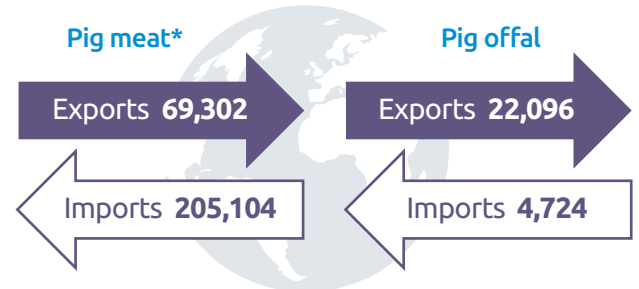 Pig meat*
Exports 69,302
Imports 205,104
Pig offal
Exports 22,096
Imports 4,724